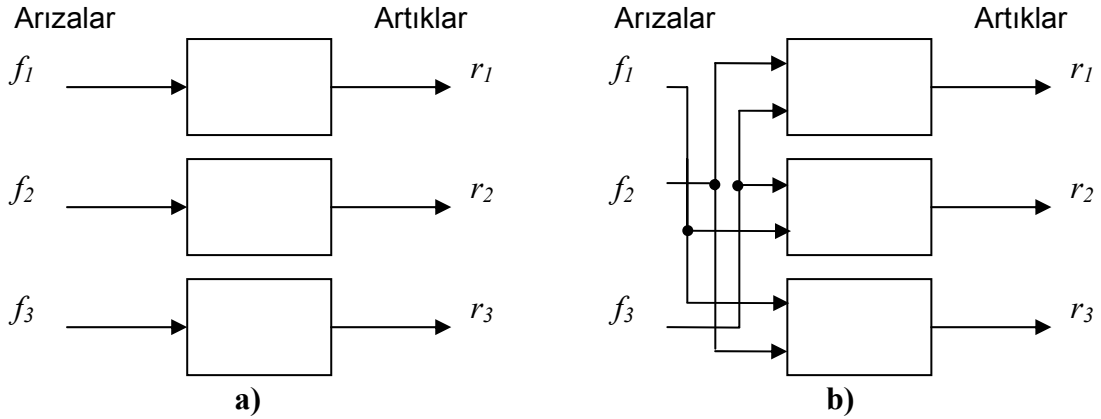 Arızalar Artıklar Arızalar Artıklar
f1 r1 f1 r1
f2 r2 f2 r2
f3 r3 f3 r3
a) b)